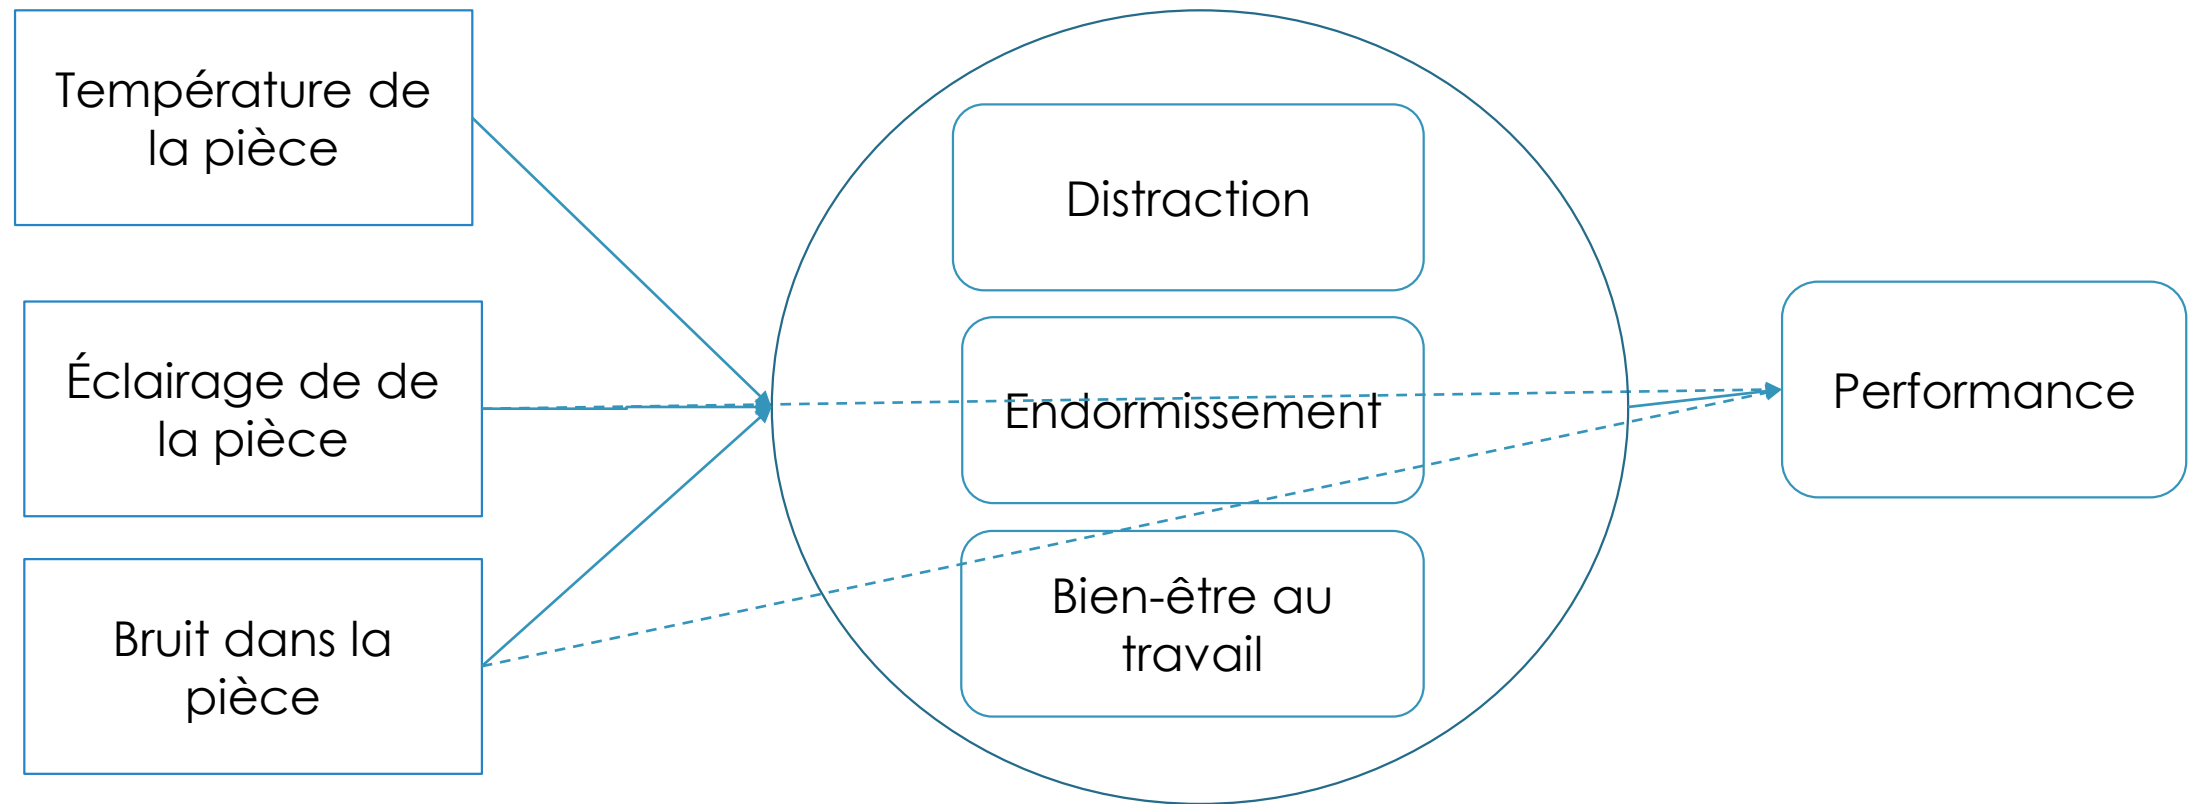 Température de
la pièce
Éclairage de de
la pièce
Bruit dans la
pièce
Distraction
Endormissement
Bien-être au
travail
Performance